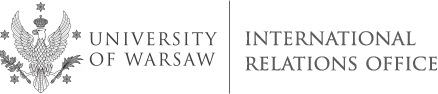 UNIVERSITY
OF WARSAW
INTERNATIONAL
RELATIONS OFFICE